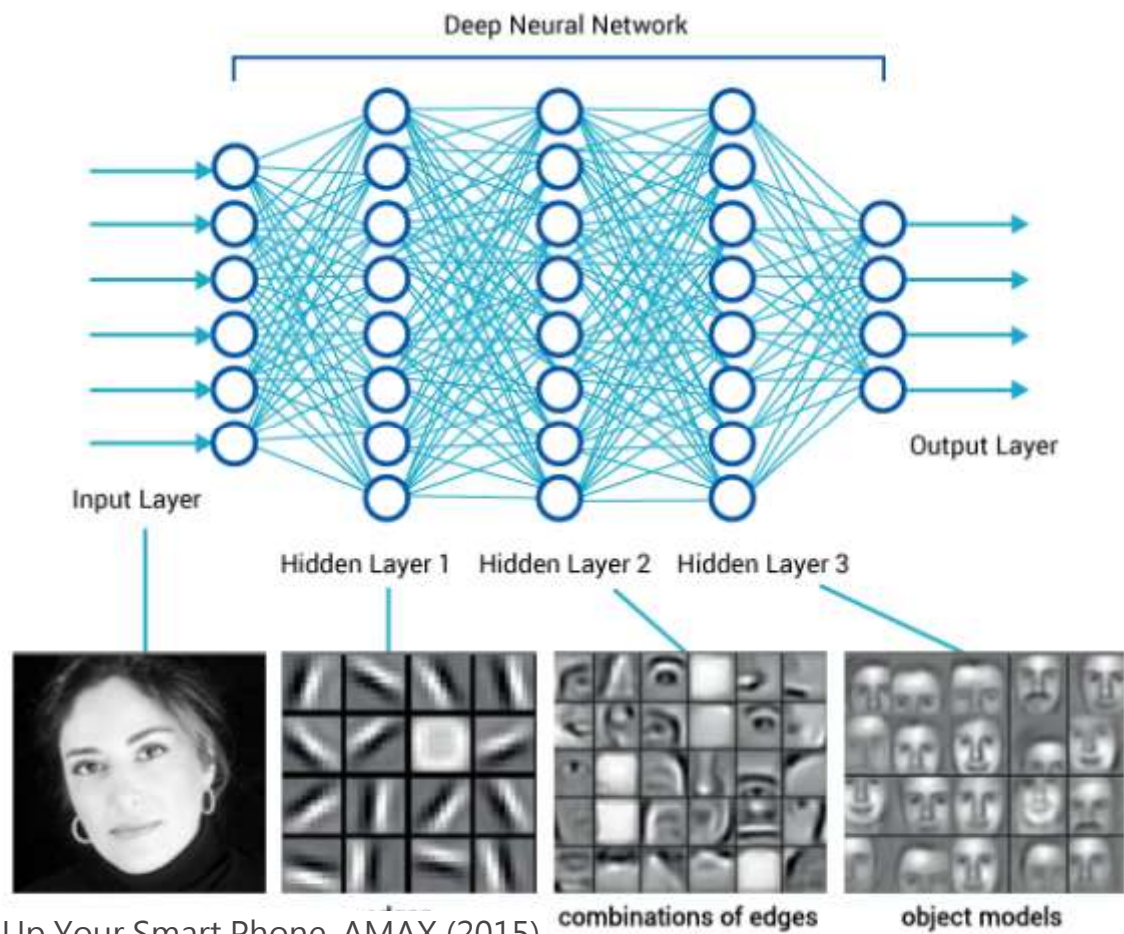 Deep Neural Network
Input Layer
Output Layer
Hidden Layer 1
Hidden Layer 2
Hidden Layer 3
combinations of edges
object models
Up Your Smart Phone, AMAX (2015)